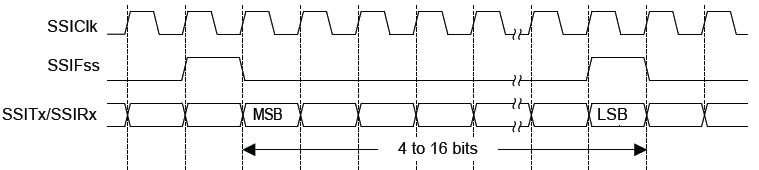 SSIClk
SSIFss
SSITx/SSIRx MSB LSB
4 to 16 bits